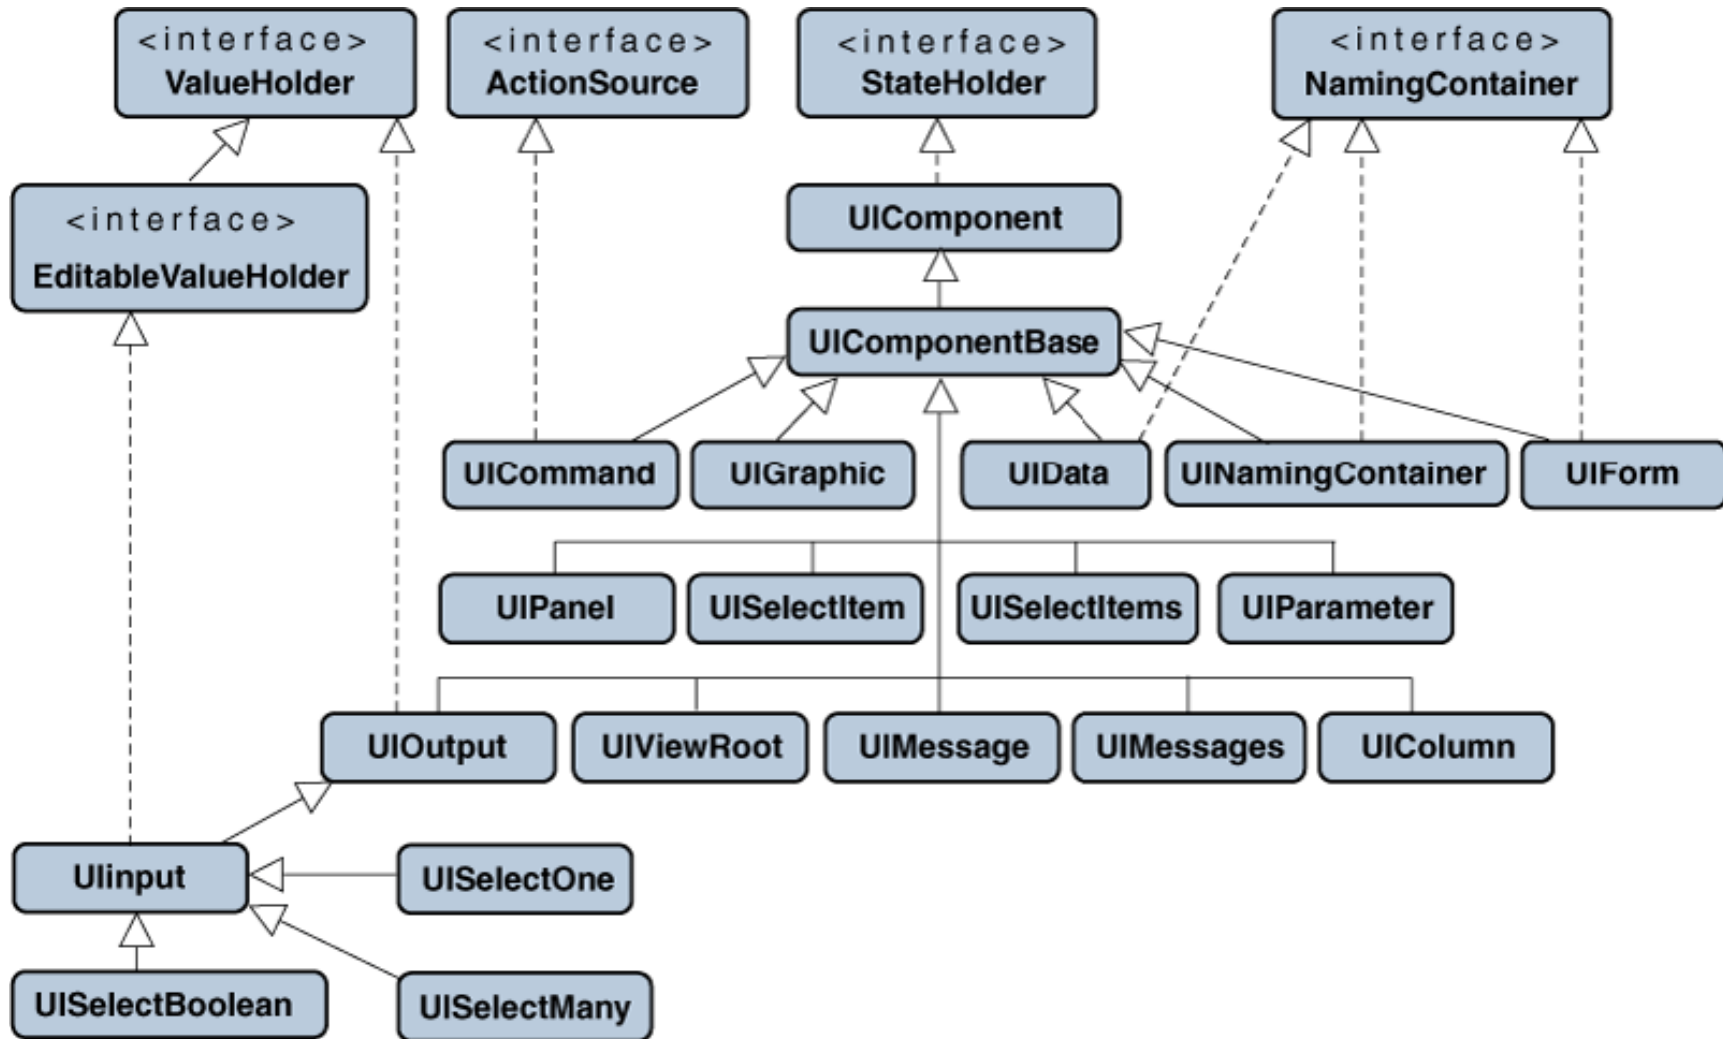 <interface>
ValueHolder
<interface>
ActionSource
<interface>
StateHolder
<interface>
NamingContainer
<interface>
EditableValueHolder
UIComponent
UIComponentBase
UICommand
UIGraphic
UIData
UINamingContainer
UIForm
UIPanel
UISelectItem
UISelectItems
UIParameter
UIOutput
UIViewRoot
UIMessage
UIMessages
UIColumn
UIinput
UISelectOne
UISelectBoolean
UISelectMany